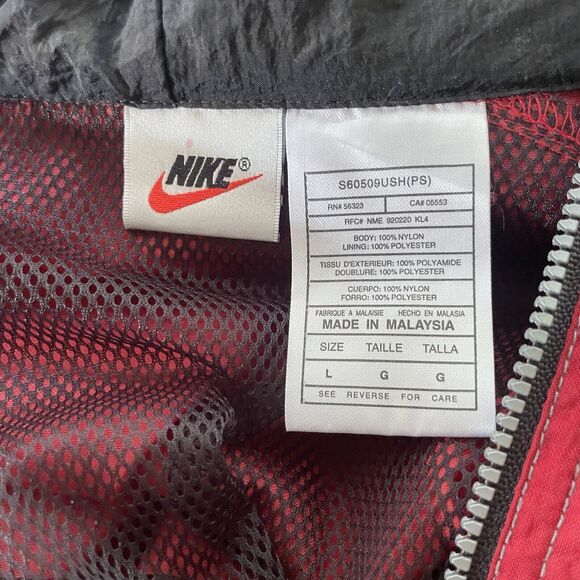 NIKE®
S60509USH(PS)
RN# 56323 CA# 05553
RFC# NME 920220 KL4
BODY: 100% NYLON
LINING: 100% POLYESTER
TISSU D'EXTERIEUR: 100% POLYAMIDE
DOUBLURE: 100% POLYESTER
CUERPO: 100% NYLON
FORRO: 100% POLYESTER
FABRIQUE A MALAISIE HECHO EN MALASIA
MADE IN MALAYSIA
SIZE TAILLE TALLA
L G G
SEE REVERSE FOR CARE